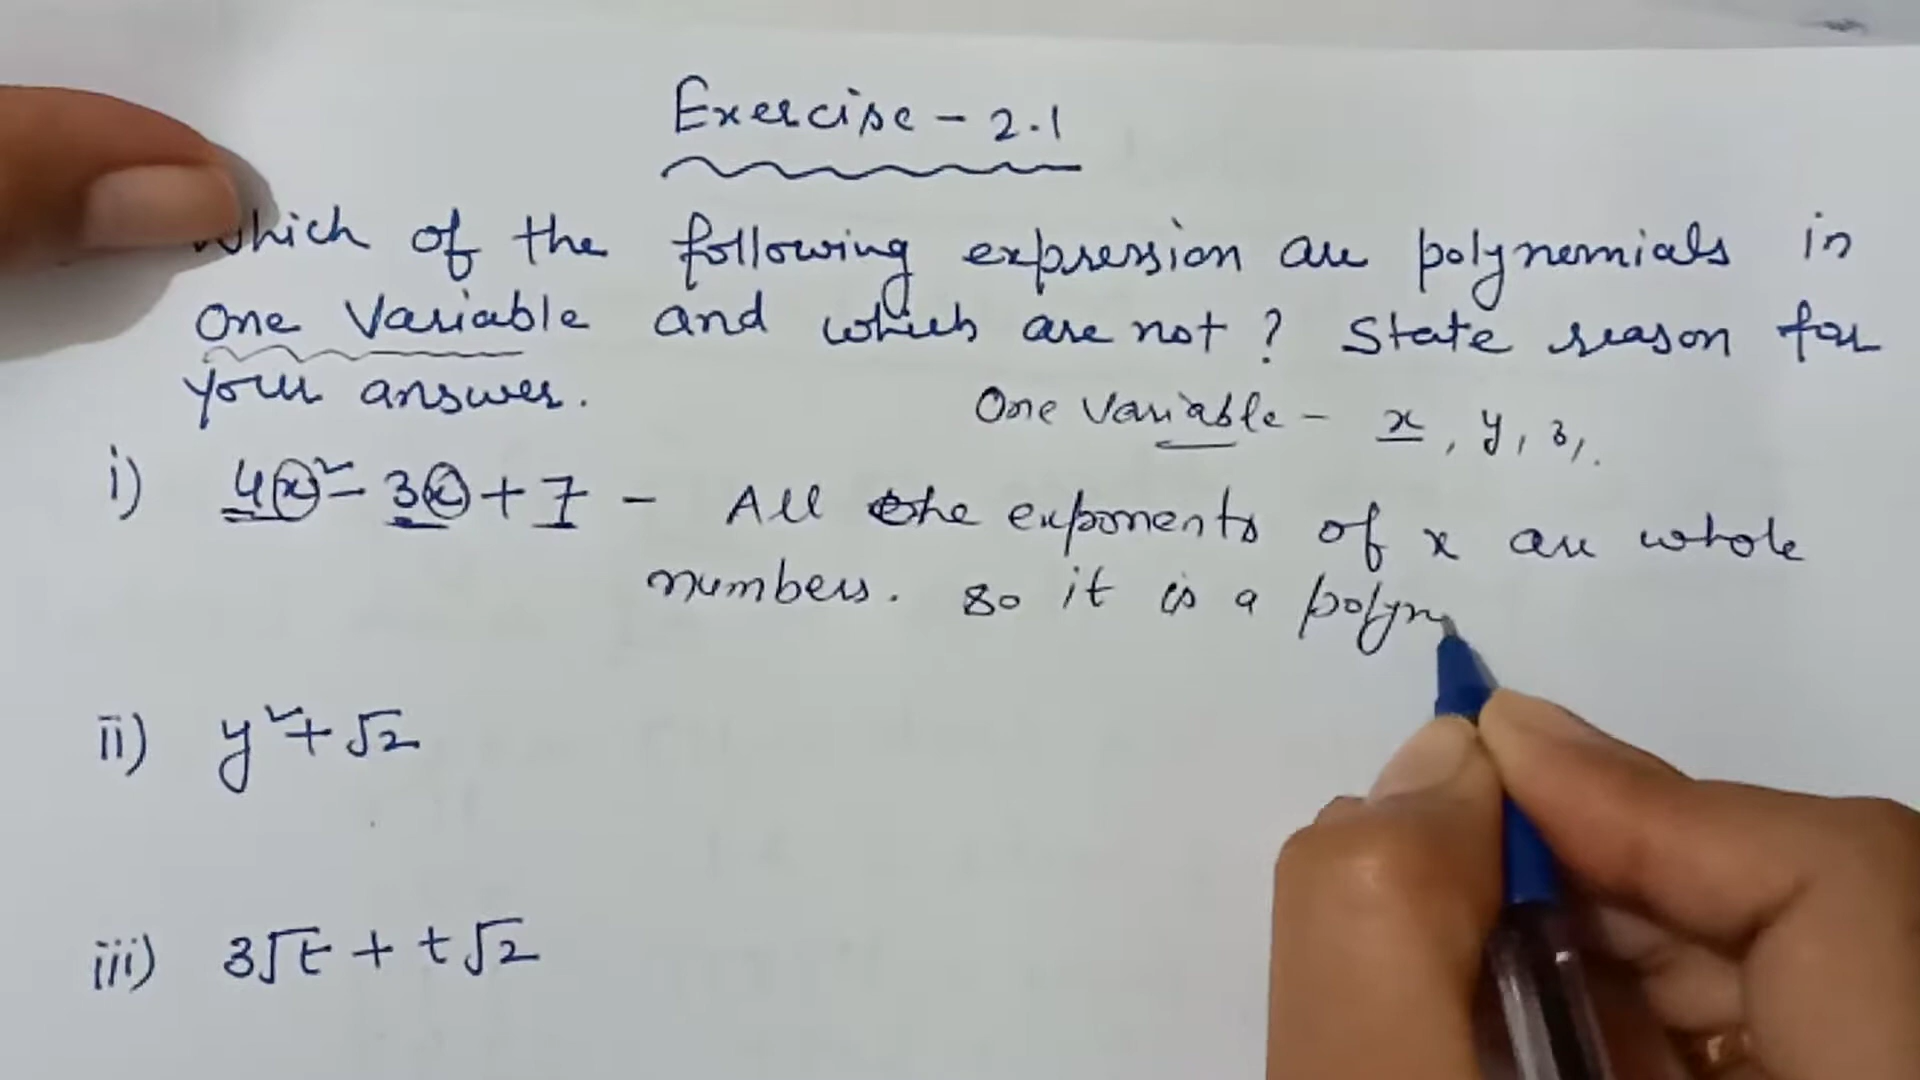 Exercise - 2.1
Which of the following expression are polynemials in
One Variable and which are not? State reason for
your answer.
One Variable - x, y, z,.
i) 4x² - 3x + 7 - All the exponents of x are whole
numbers. So it is a polyn
ii) y² + √2
iii) 3√t + t√2